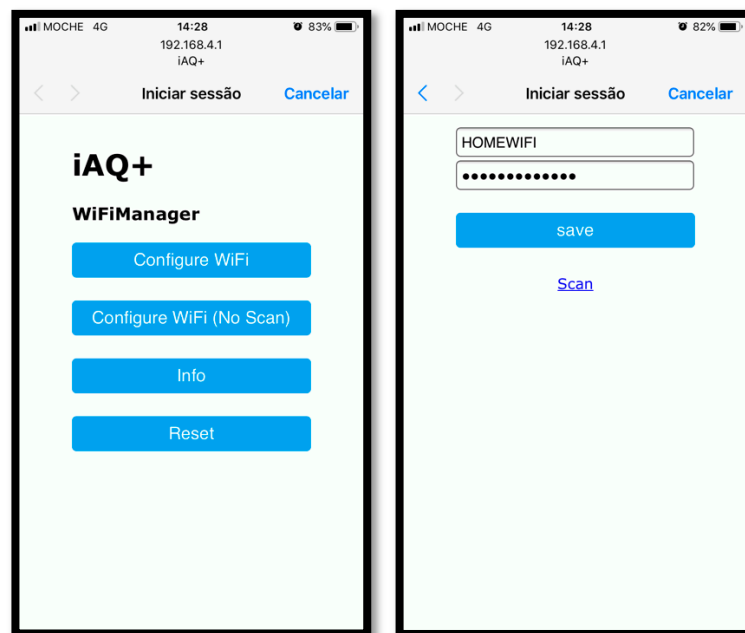 MOCHE 4G 14:28 83%
192.168.4.1
iAQ+
Iniciar sessão Cancelar
iAQ+
WiFiManager
Configure WiFi
Configure WiFi (No Scan)
Info
Reset
MOCHE 4G 14:28 82%
192.168.4.1
iAQ+
Iniciar sessão Cancelar
HOMEWIFI
•••••••••••••
save
Scan